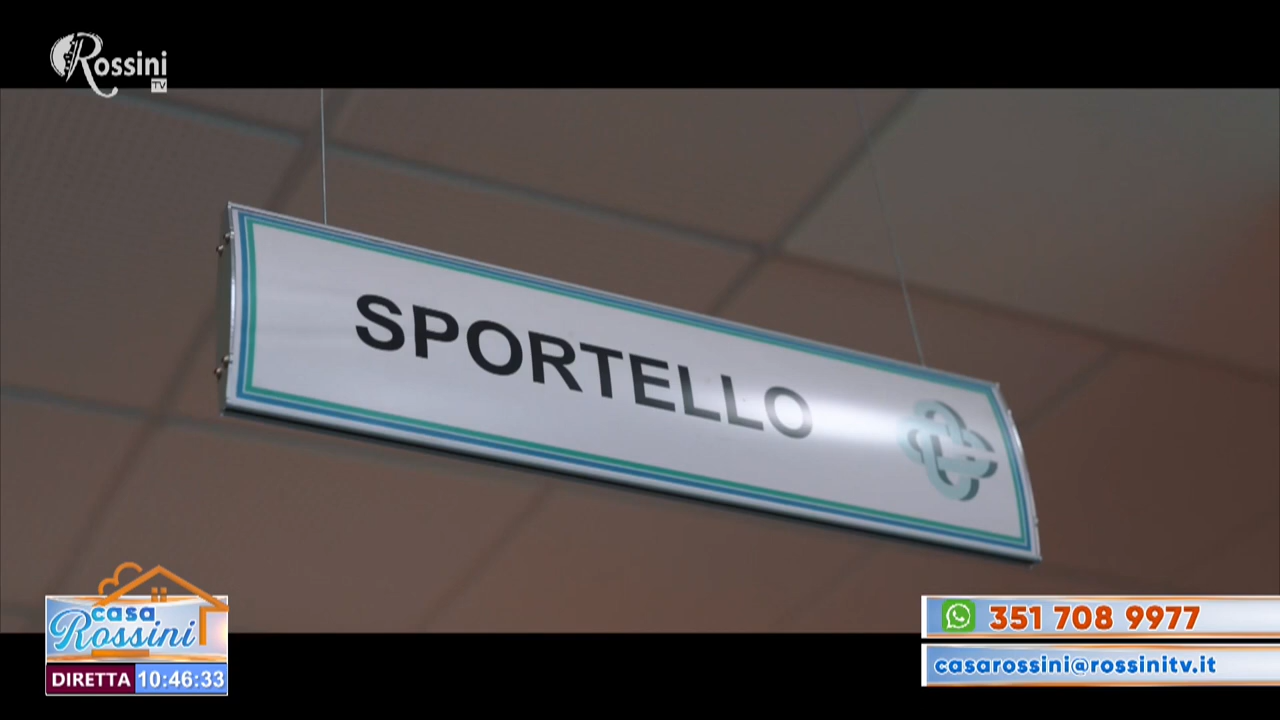 Rossini
TV
SPORTELLO
casa
Rossini
DIRETTA 10:46:33
351 708 9977
casarossini@rossinitv.it